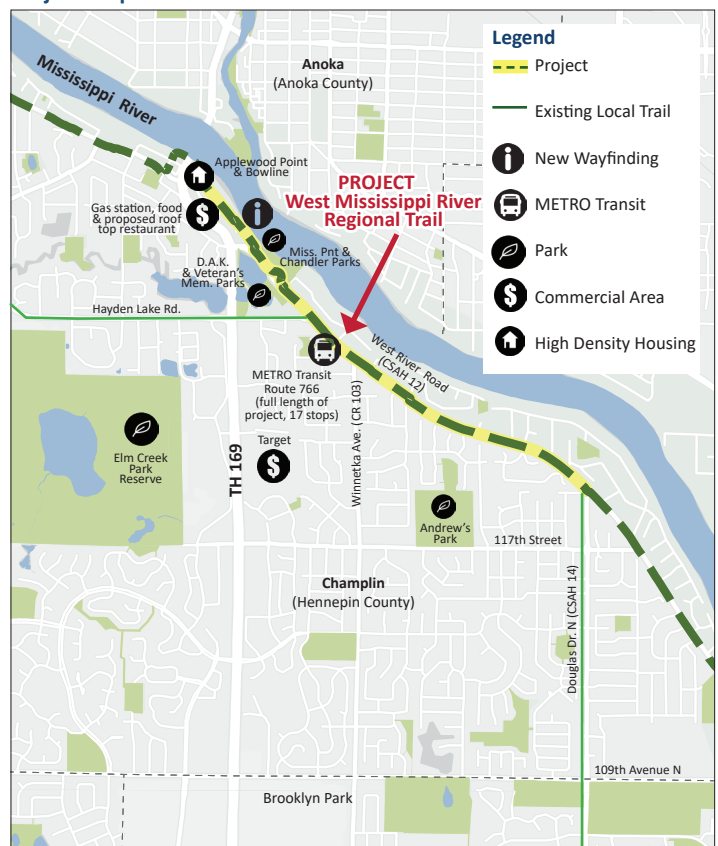 Mississippi River
Anoka
(Anoka County)
Legend
Project
Existing Local Trail
New Wayfinding
METRO Transit
Park
Commercial Area
High Density Housing
Applewood Point
& Bowline
PROJECT
West Mississippi River
Regional Trail
Gas station, food
& proposed roof
top restaurant
Miss. Pnt &
Chandler Parks
D.A.K.
& Veteran's
Mem. Parks
Hayden Lake Rd.
West River Road
(CSAH 12)
METRO Transit
Route 766
(full length of
project, 17 stops)
Winnetka Ave. (CR 103)
TH 169
Target
Elm Creek
Park
Reserve
Andrew's
Park
117th Street
Champlin
(Hennepin County)
Douglas Dr. N (CSAH 14)
109th Avenue N
Brooklyn Park